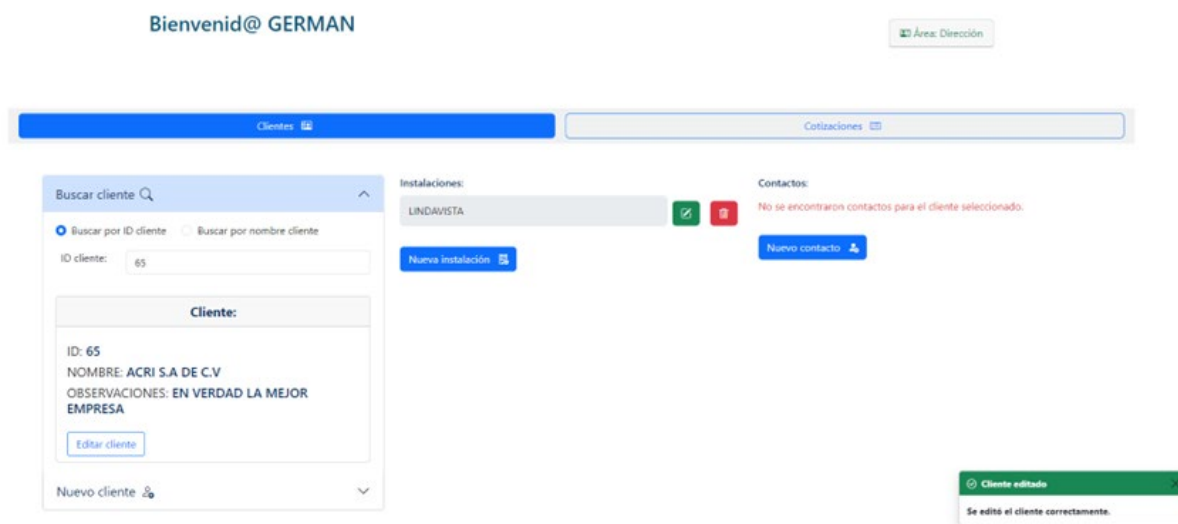 Bienvenid@ GERMAN
Área: Dirección
Clientes
Cotizaciones
Buscar cliente
Buscar por ID cliente
Buscar por nombre cliente
ID cliente:
65
Cliente:
ID: 65
NOMBRE: ACRI S.A DE C.V
OBSERVACIONES: EN VERDAD LA MEJOR
EMPRESA
Editar cliente
Nuevo cliente
Instalaciones:
LINDAVISTA
Nueva instalación
Contactos:
No se encontraron contactos para el cliente seleccionado.
Nuevo contacto
Cliente editado
Se editó el cliente correctamente.